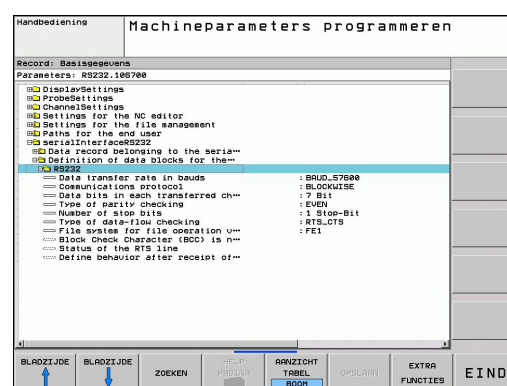 Handbediening
Machineparameters programmeren
Record: Basisgegevens
Parameters: RS232.106700
DisplaySettings
ProbeSettings
ChannelSettings
Settings for the NC editor
Settings for the file management
Paths for the end user
serialInterfaceRS232
Data record belonging to the seria…
Definition of data blocks for the…
RS232
Data transfer rate in bauds : BAUD_57600
Communications protocol : BLOCKWISE
Data bits in each transferred ch… : 7 Bit
Type of parity checking : EVEN
Number of stop bits : 1 Stop-Bit
Type of data-flow checking : RTS_CTS
File system for file operation v… : FE1
Block Check Character (BCC) is n…
Status of the RTS line
Define behavior after receipt of…
BLADZIJDE
BLADZIJDE
ZOEKEN
HELP PAGINA
AANZICHT TABEL BOOM
OPSLAAN
EXTRA FUNCTIES
EIND